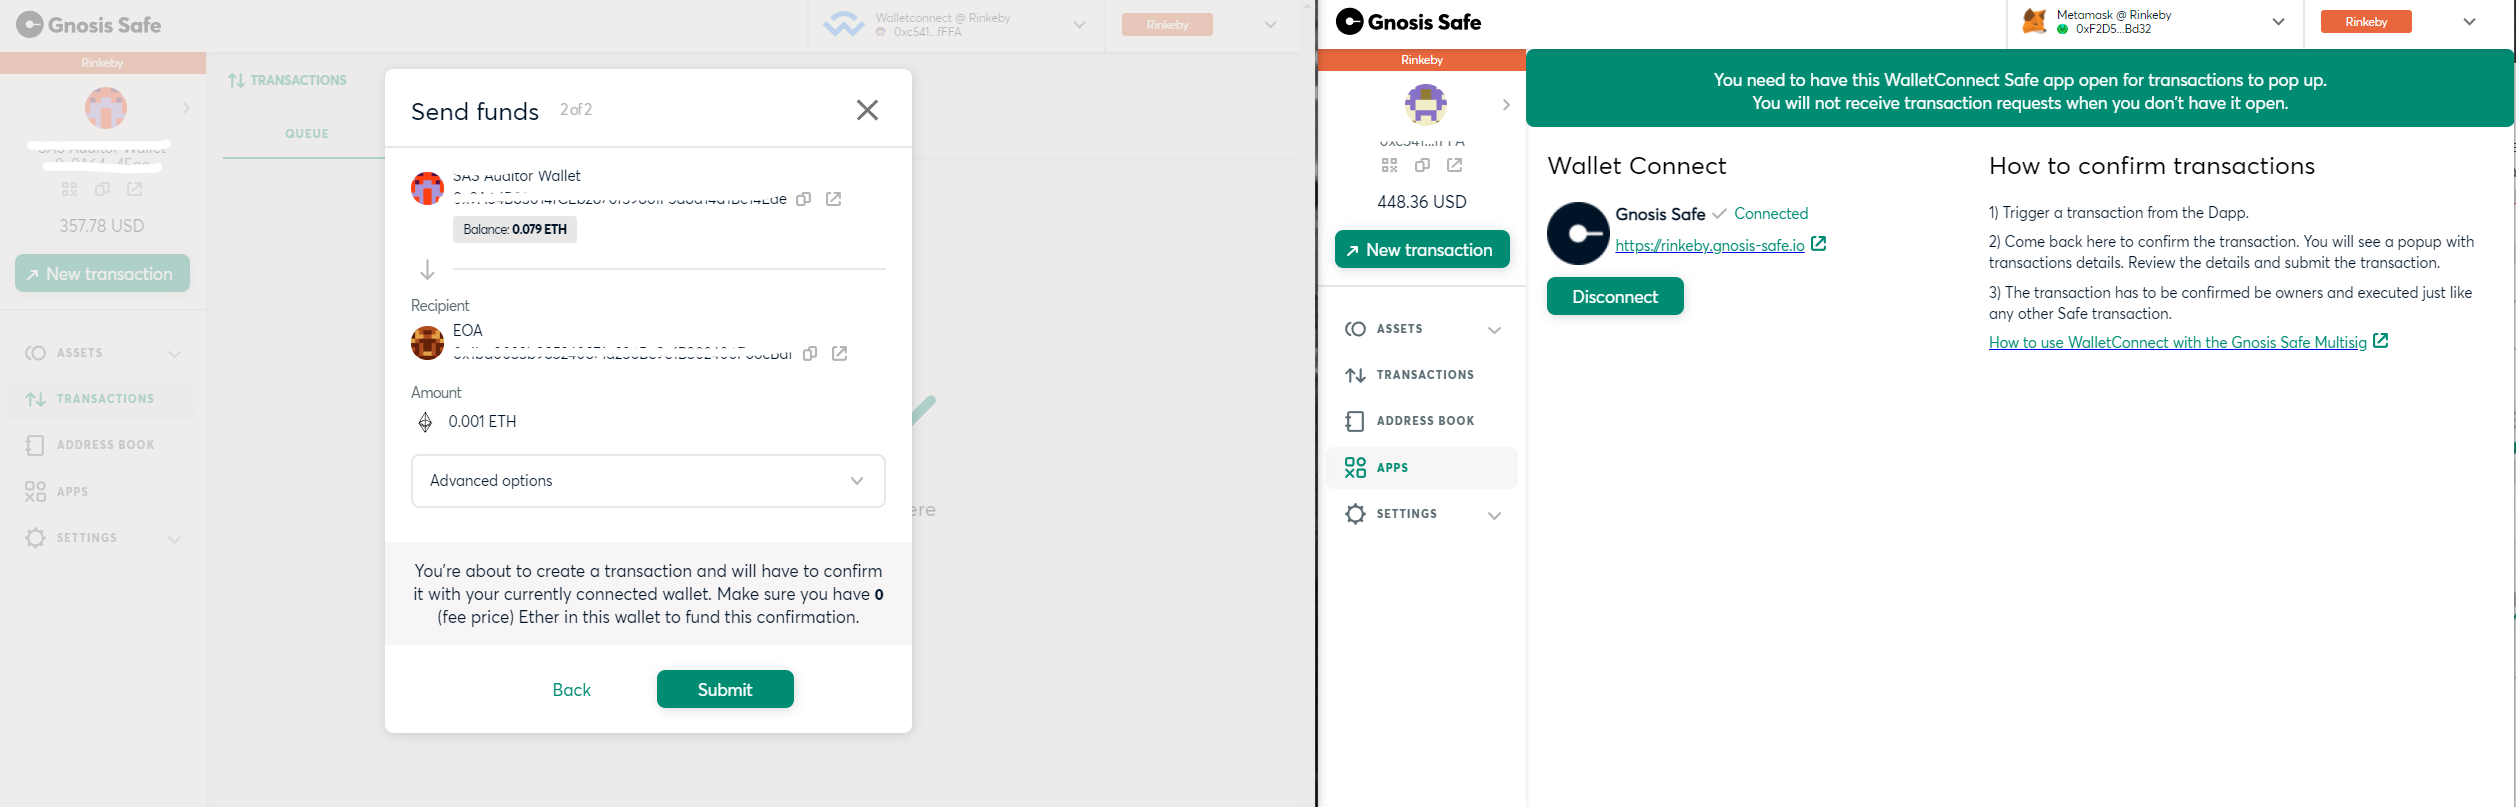 Gnosis Safe
Walletconnect @ Rinkeby
0xc541...fFFA
Rinkeby
Rinkeby
SAS Auditor Wallet
357.78 USD
New transaction
ASSETS
TRANSACTIONS
ADDRESS BOOK
APPS
SETTINGS
TRANSACTIONS
QUEUE
Send funds 2 of 2
SAS Auditor Wallet
Balance: 0.079 ETH
Recipient
EOA
Amount
0.001 ETH
Advanced options
You're about to create a transaction and will have to confirm
it with your currently connected wallet. Make sure you have 0
(fee price) Ether in this wallet to fund this confirmation.
Back
Submit
ere
Gnosis Safe
Metamask @ Rinkeby
0xF2D5...Bd32
Rinkeby
Rinkeby
0xc541...fFFA
448.36 USD
New transaction
ASSETS
TRANSACTIONS
ADDRESS BOOK
APPS
SETTINGS
You need to have this WalletConnect Safe app open for transactions to pop up.
You will not receive transaction requests when you don't have it open.
Wallet Connect
Gnosis Safe Connected
https://rinkeby.gnosis-safe.io
Disconnect
How to confirm transactions
1) Trigger a transaction from the Dapp.
2) Come back here to confirm the transaction. You will see a popup with
transactions details. Review the details and submit the transaction.
3) The transaction has to be confirmed be owners and executed just like
any other Safe transaction.
How to use WalletConnect with the Gnosis Safe Multisig